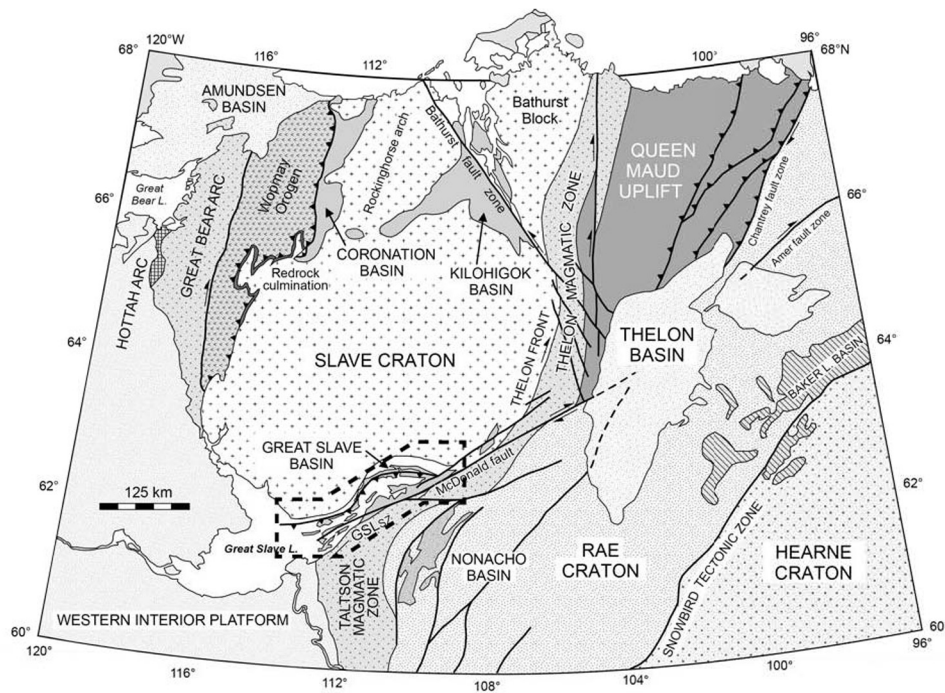 120°W
68°
116°
112°
100°
96°
68°N
AMUNDSEN
BASIN
Bathurst
Block
Bathurst
fault
zone
Rockinghorse arch
QUEEN
MAUD
UPLIFT
Great
Bear L.
66°
Wopmay
Orogen
GREAT BEAR ARC
HOTTAH ARC
Redrock
culmination
CORONATION
BASIN
KILOHIGOK
BASIN
THELON MAGMATIC ZONE
Chantrey fault zone
Amer fault zone
66°
64°
SLAVE CRATON
THELON FRONT
THELON MAGMATIC ZONE
THELON
BASIN
64°
BAKER L. BASIN
GREAT SLAVE
BASIN
McDonald fault
62°
62°
125 km
Great Slave L.
GSLsz
NONACHO
BASIN
RAE
CRATON
SNOWBIRD TECTONIC ZONE
HEARNE
CRATON
TALTSON
MAGMATIC
ZONE
WESTERN INTERIOR PLATFORM
60°
60
120°
116°
112°
108°
104°
100°
96°